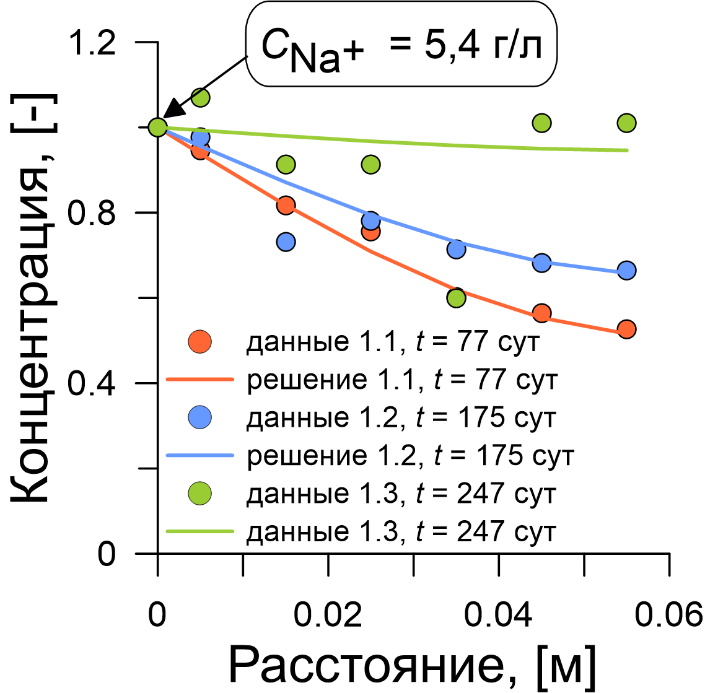 C Na+ = 5,4 г/л
1.2
0.8
0.4
0
Концентрация, [-]
данные 1.1, t = 77 сут
решение 1.1, t = 77 сут
данные 1.2, t = 175 сут
решение 1.2, t = 175 сут
данные 1.3, t = 247 сут
данные 1.3, t = 247 сут
0 0.02 0.04 0.06
Расстояние, [м]